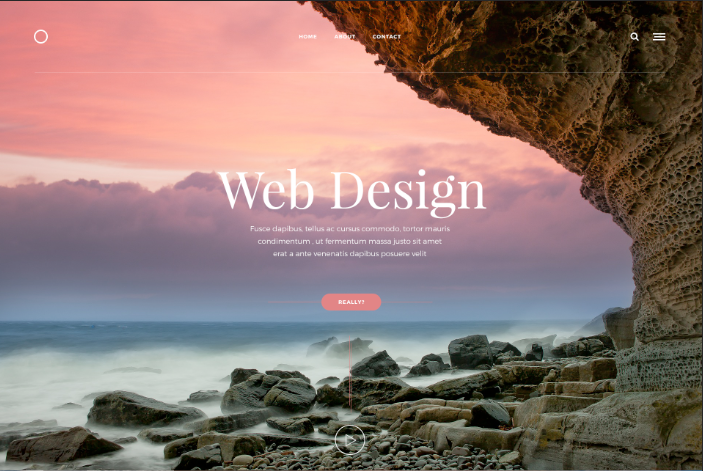 HOME ABOUT CONTACT
Web Design
Fusce dapibus, tellus ac cursus commodo, tortor mauris
condimentum , ut fermentum massa justo sit amet
erat a ante venenatis dapibus posuere velit
REALLY?